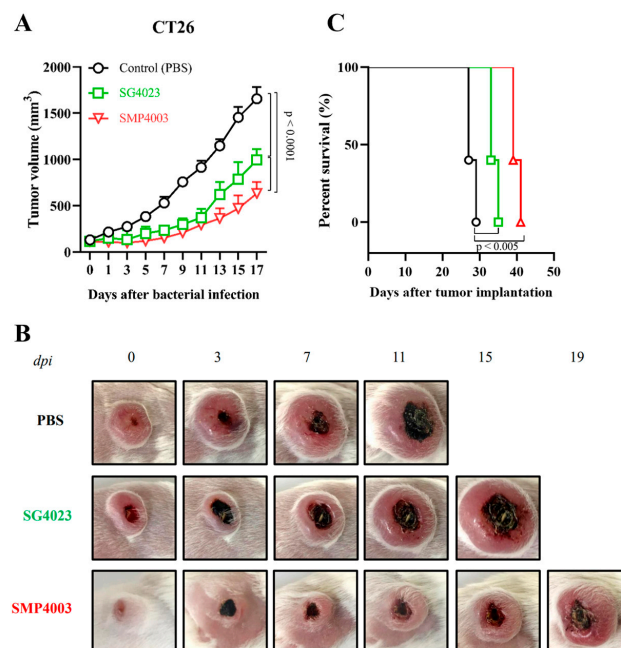 A
CT26
Control (PBS)
SG4023
SMP4003
Tumor volume (mm³)
2000
1500
1000
500
0
p < 0.0001
0 1 3 5 7 9 11 13 15 17
Days after bacterial infection
C
Percent survival (%)
100
50
0
p < 0.005
0 10 20 30 40 50
Days after tumor implantation
B
dpi 0 3 7 11 15 19
PBS
SG4023
SMP4003